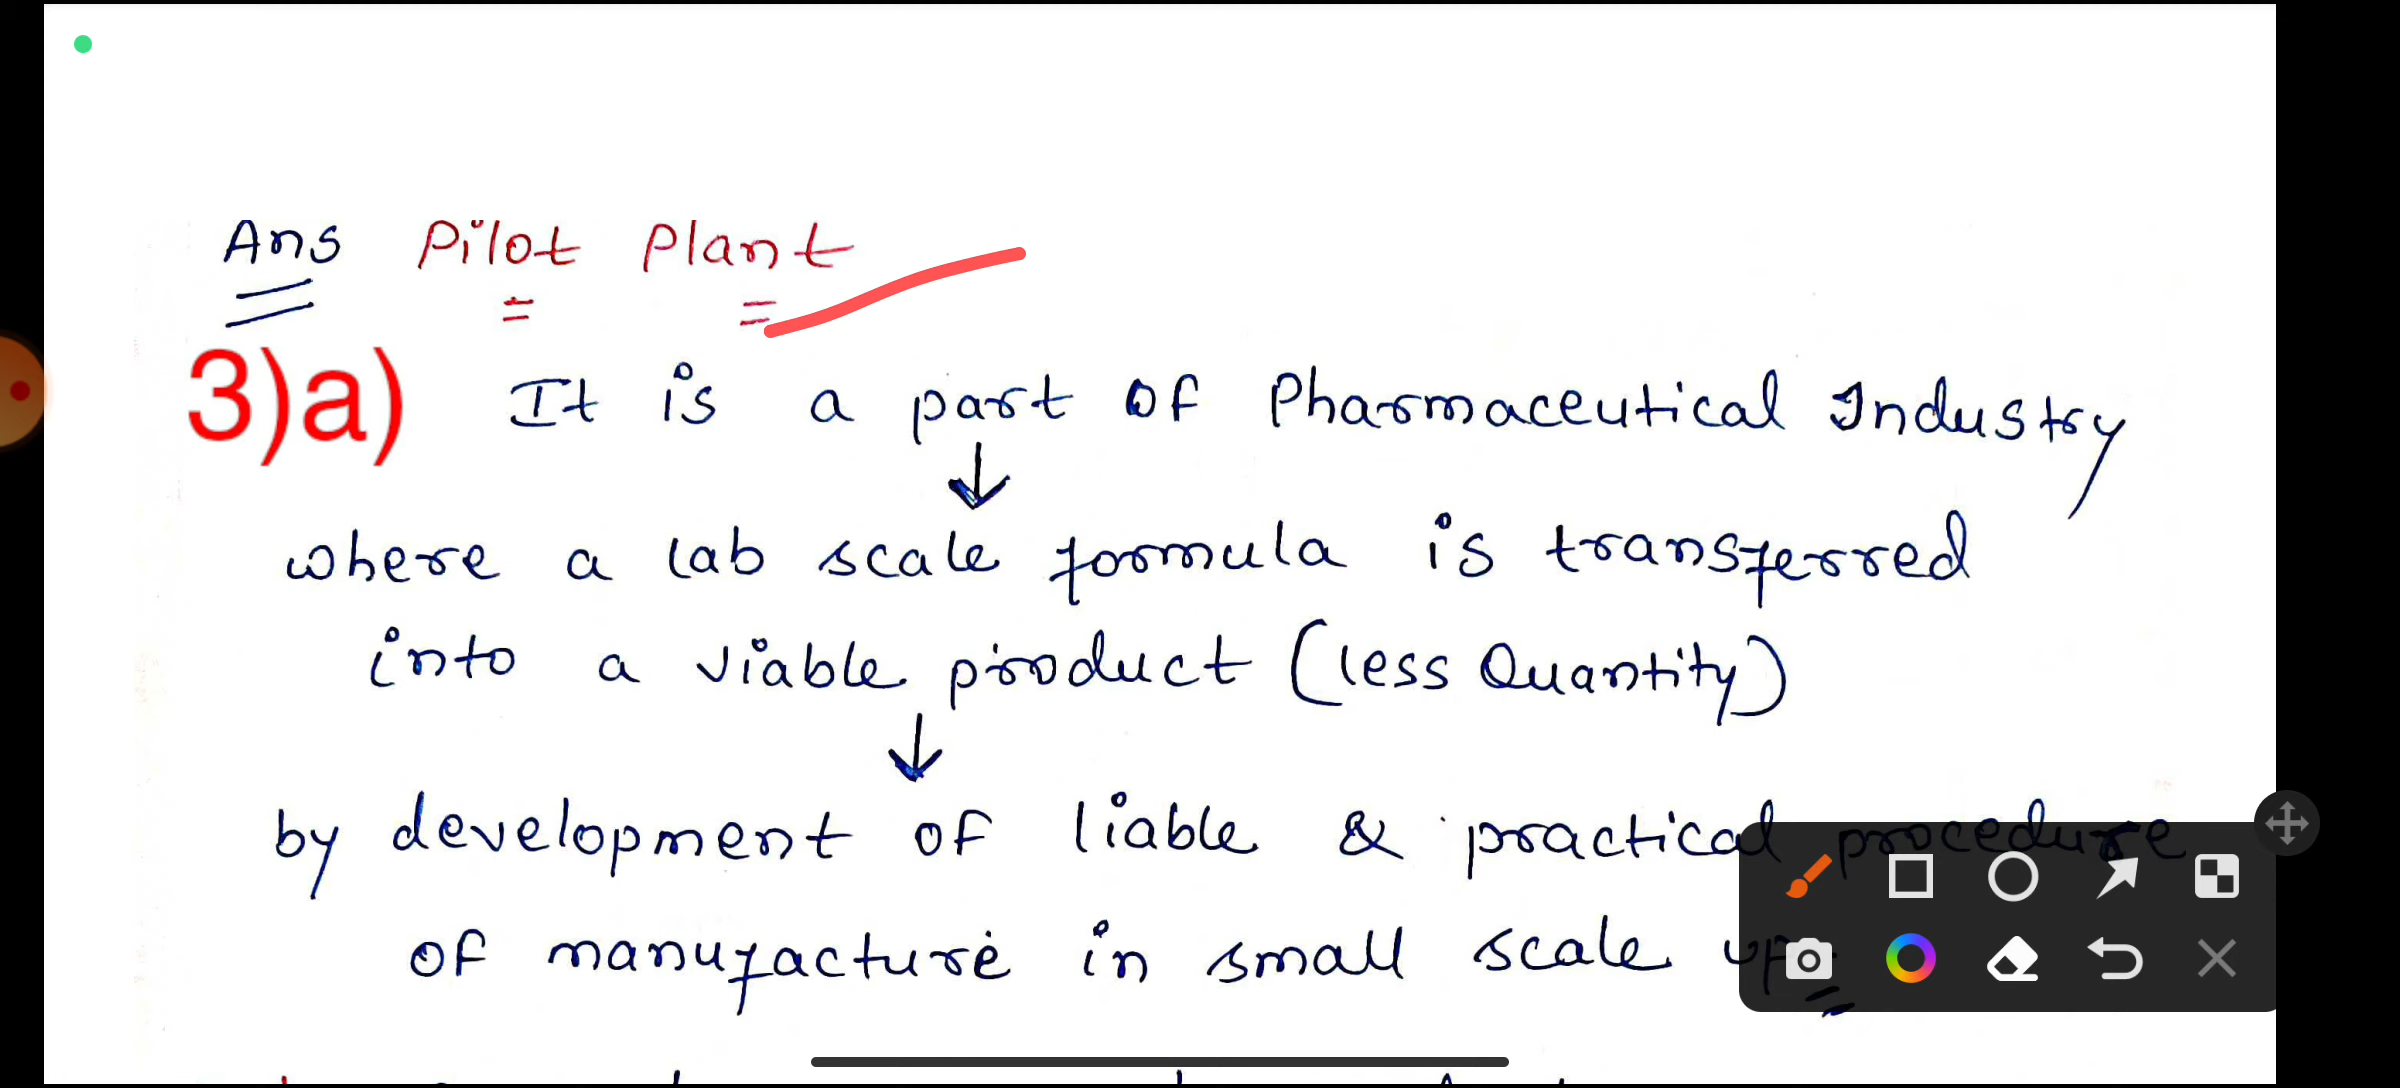 Ans Pilot Plant
3)a) It is a part of Pharmaceutical Industry
where a lab scale formula is transferred
into a viable product (less Quantity)
by development of liable & practical procedure
of manufacture in small scale up